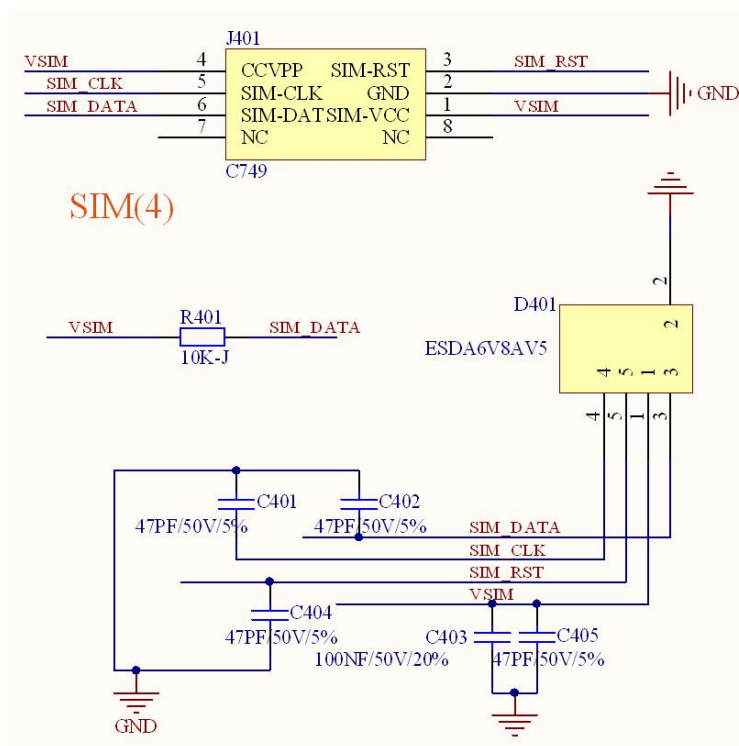 J401
VSIM 4 CCVPP SIM-RST 3 SIM_RST
SIM_CLK 5 SIM-CLK GND 2 GND
SIM_DATA 6 SIM-DAT SIM-VCC 1 VSIM
7 NC NC 8
C749
SIM(4)
2
D401
2
ESDA6V8AV5
4 5 1 3
4 5 1 3
R401
VSIM SIM_DATA
10K-J
C401 C402
47PF/50V/5% 47PF/50V/5%
SIM_DATA
SIM_CLK
SIM_RST
VSIM
C404
47PF/50V/5%
C403 C405
100NF/50V/20% 47PF/50V/5%
GND